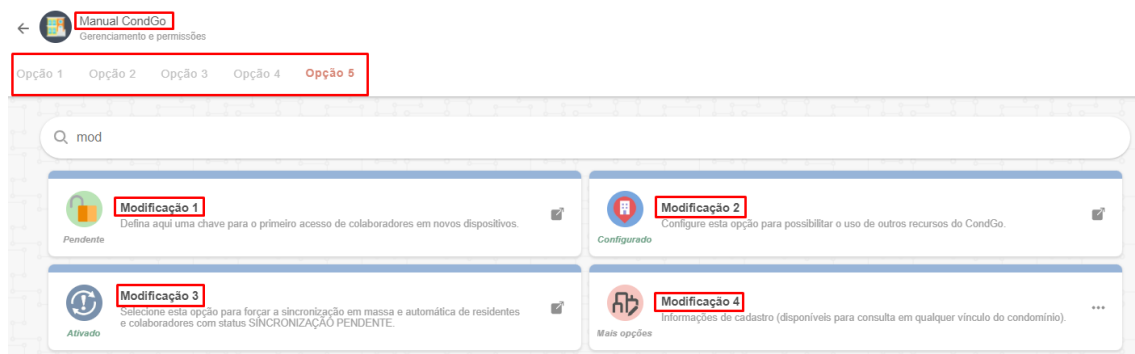 Manual CondGo
Gerenciamento e permissões
Opção 1 Opção 2 Opção 3 Opção 4 Opção 5
mod
Modificação 1
Defina aqui uma chave para o primeiro acesso de colaboradores em novos dispositivos.
Pendente
Modificação 2
Configure esta opção para possibilitar o uso de outros recursos do CondGo.
Configurado
Modificação 3
Selecione esta opção para forçar a sincronização em massa e automática de residentes
e colaboradores com status SINCRONIZAÇÃO PENDENTE.
Ativado
Modificação 4
Informações de cadastro (disponíveis para consulta em qualquer vínculo do condomínio).
Mais opções